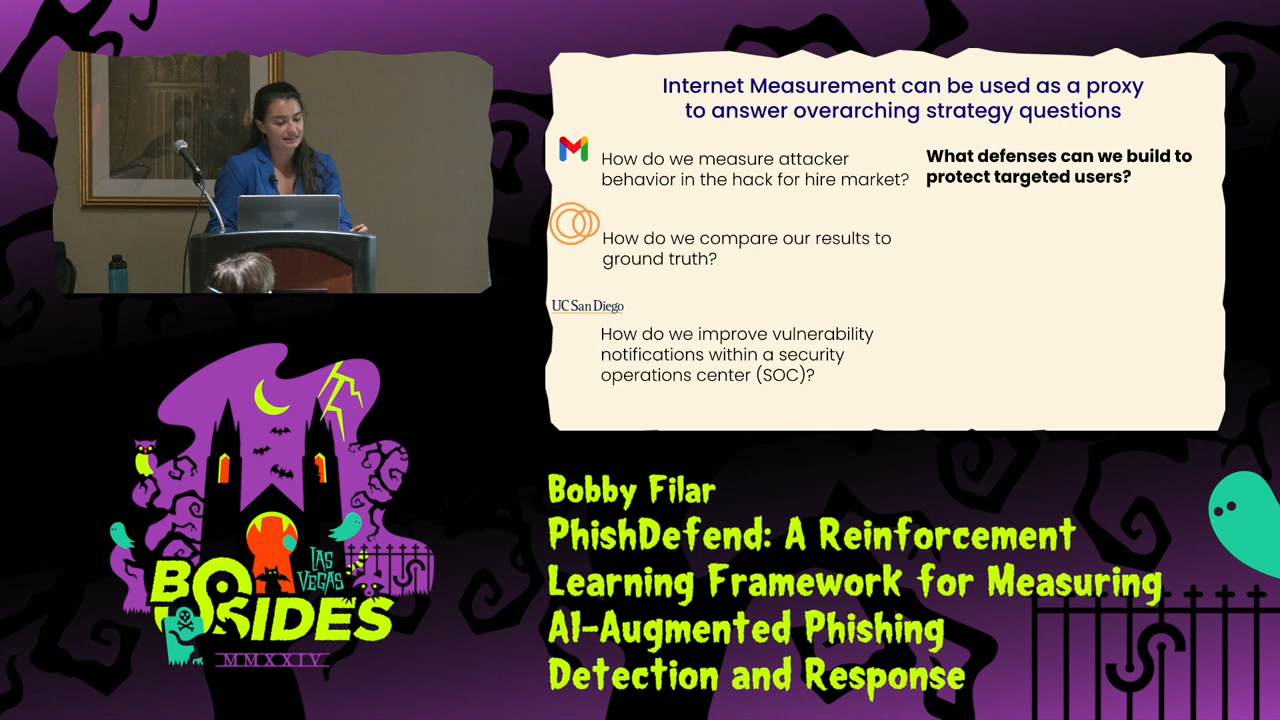 Internet Measurement can be used as a proxy
to answer overarching strategy questions
How do we measure attacker
behavior in the hack for hire market?
What defenses can we build to
protect targeted users?
How do we compare our results to
ground truth?
UC San Diego
How do we improve vulnerability
notifications within a security
operations center (SOC)?
LAS
VEGAS
BSIDES
MMXXIV
Bobby Filar
PhishDefend: A Reinforcement
Learning Framework for Measuring
AI-Augmented Phishing
Detection and Response